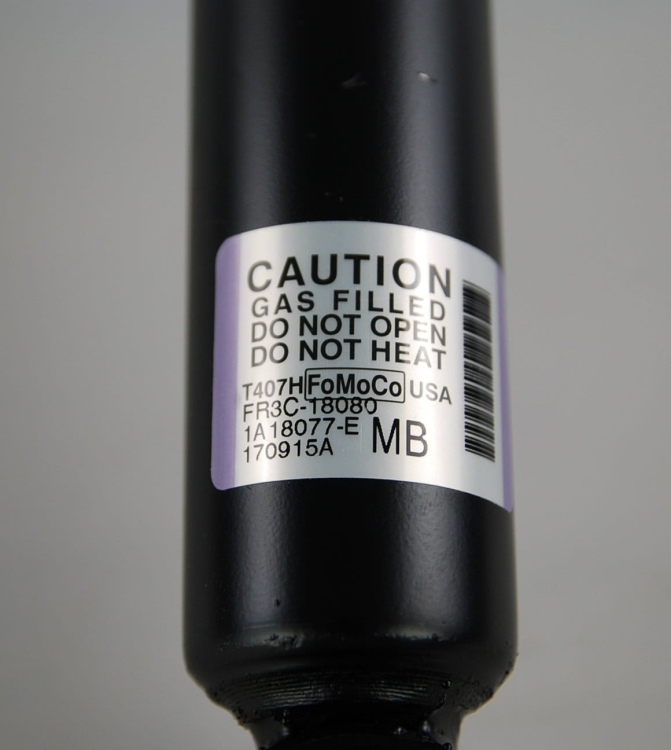 CAUTION
GAS FILLED
DO NOT OPEN
DO NOT HEAT
T407H FoMoCo USA
FR3C-18080
1A18077-E
170915A MB